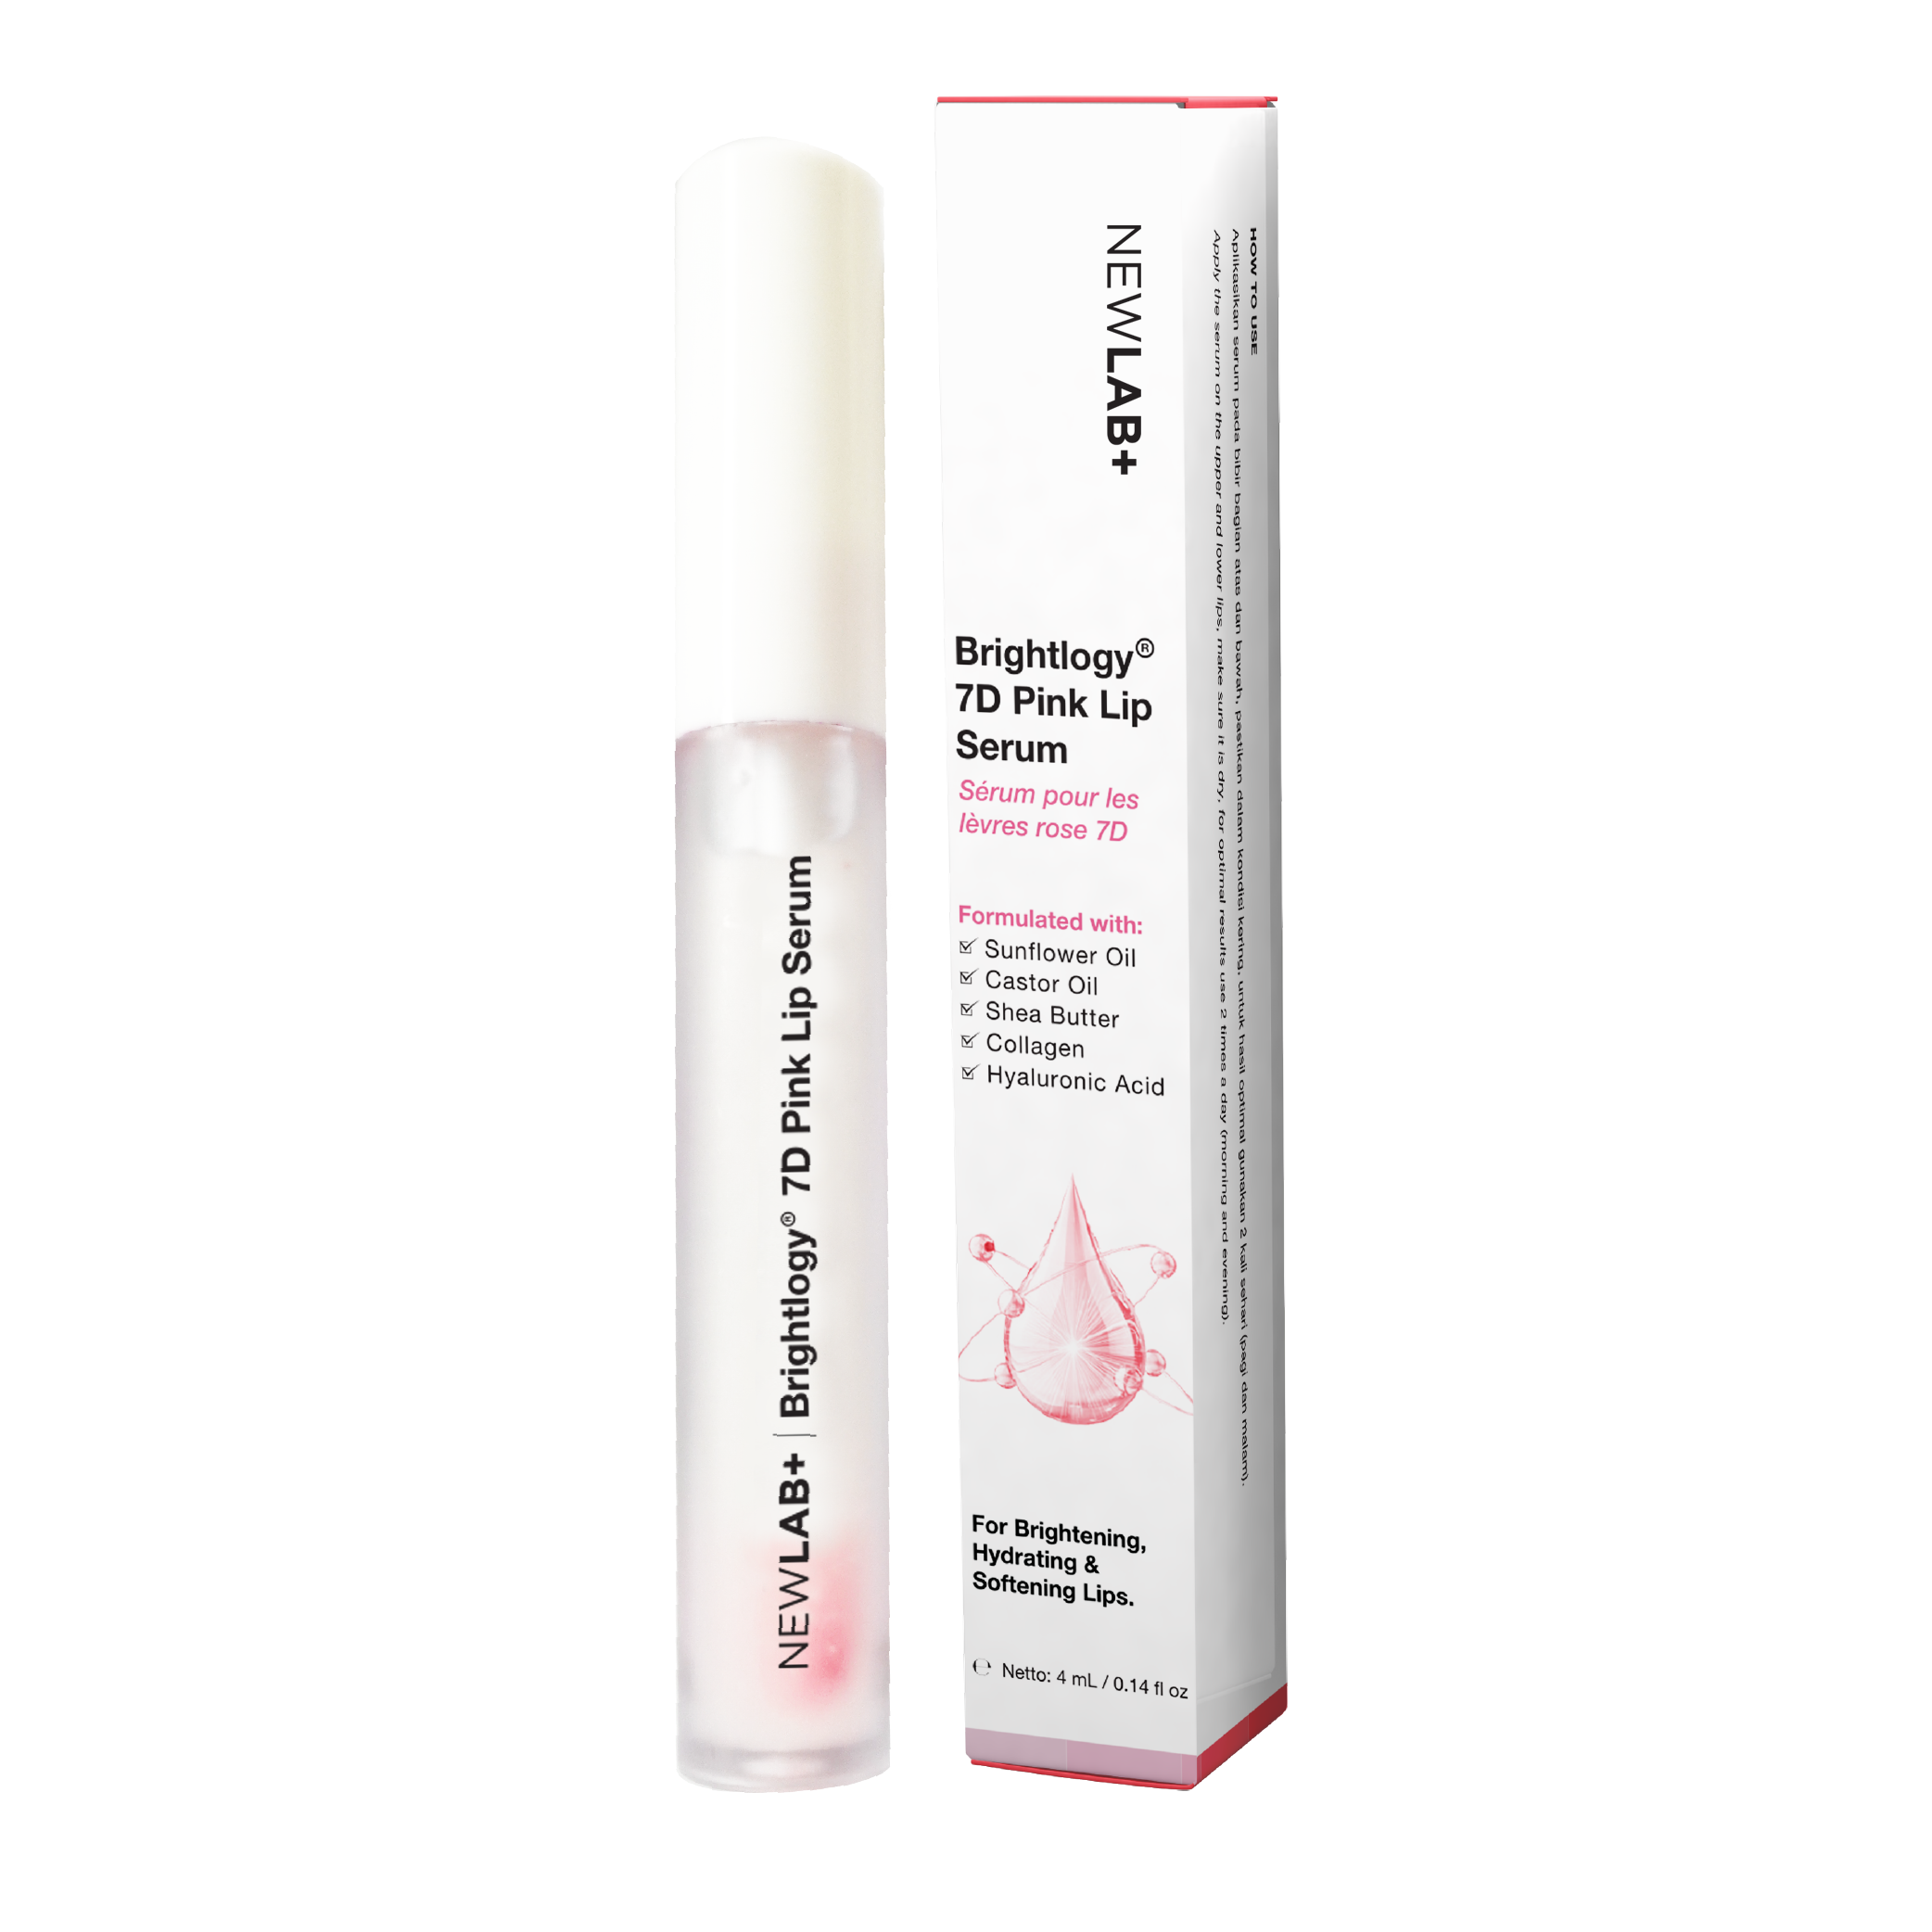 NEWLAB+ | Brightlogy® 7D Pink Lip Serum
NEWLAB+
Brightlogy®
7D Pink Lip
Serum
Sérum pour les
lèvres rose 7D
Formulated with:
Sunflower Oil
Castor Oil
Shea Butter
Collagen
Hyaluronic Acid
For Brightening,
Hydrating &
Softening Lips.
℮ Netto: 4 mL / 0.14 fl oz
HOW TO USE
Aplikasikan serum pada bibir bagian atas dan bawah, pastikan dalam kondisi kering, untuk hasil optimal gunakan 2 kali sehari (pagi dan malam).
Apply the serum on the upper and lower lips, make sure it is dry, for optimal results use 2 times a day (morning and evening).